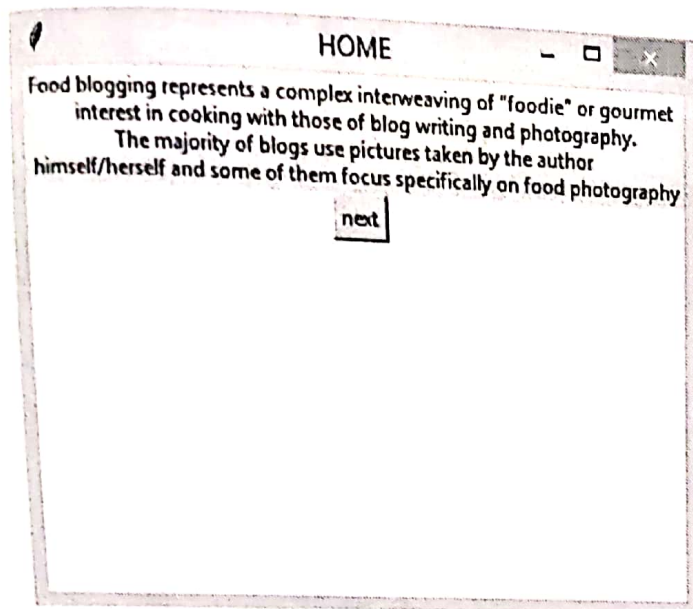 HOME
Food blogging represents a complex interweaving of "foodie" or gourmet
interest in cooking with those of blog writing and photography.
The majority of blogs use pictures taken by the author
himself/herself and some of them focus specifically on food photography
next